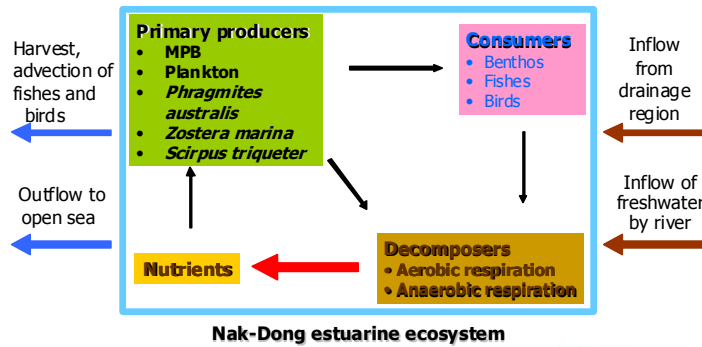 Harvest,
advection of
fishes and
birds
Outflow to
open sea
Primary producers
• MPB
• Plankton
• Phragmites
australis
• Zostera marina
• Scirpus triqueter
Consumers
• Benthos
• Fishes
• Birds
Inflow
from
drainage
region
Inflow of
freshwater
by river
Nutrients
Decomposers
• Aerobic respiration
• Anaerobic respiration
Nak-Dong estuarine ecosystem